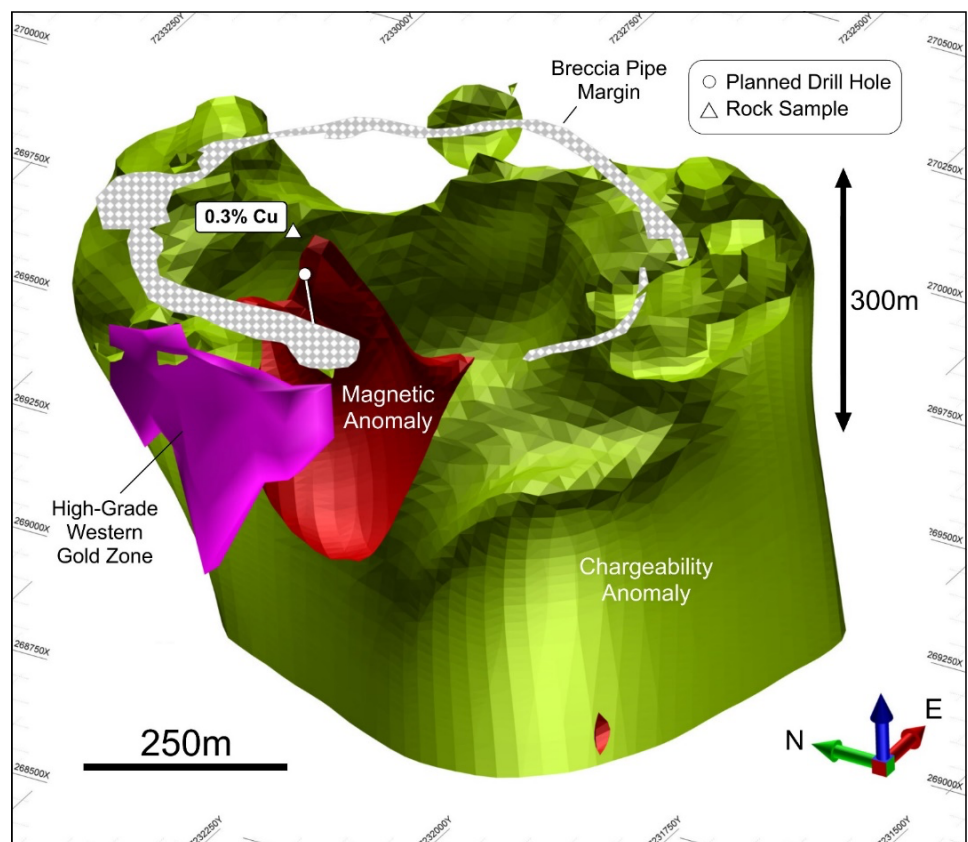 7233250Y
7233000Y
7232750Y
7232500Y
270000X
270500X
Breccia Pipe
Margin
Planned Drill Hole
Rock Sample
269750X
270250X
0.3% Cu
269500X
270000X
300m
269250X
269750X
Magnetic
Anomaly
High-Grade
Western
Gold Zone
269000X
269500X
Chargeability
Anomaly
268750X
269250X
250m
N
E
268500X
269000X
7232250Y
7232000Y
7231750Y
7231500Y